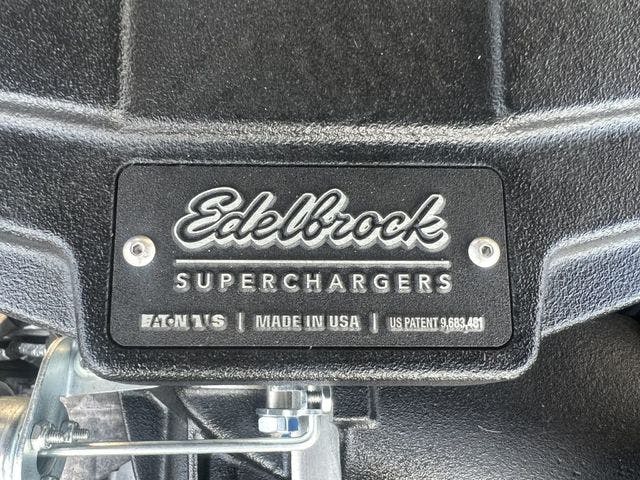 Edelbrock
SUPERCHARGERS
EATON TVS | MADE IN USA | US PATENT 9,683,481